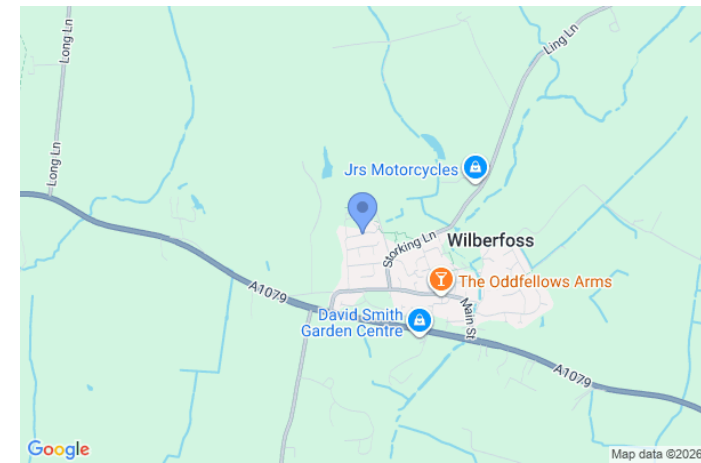 Long Ln
Ling Ln
Long Ln
Jrs Motorcycles
Storking Ln
Wilberfoss
The Oddfellows Arms
A1079
Main St
David Smith
Garden Centre
A1079
Google
Map data ©2026